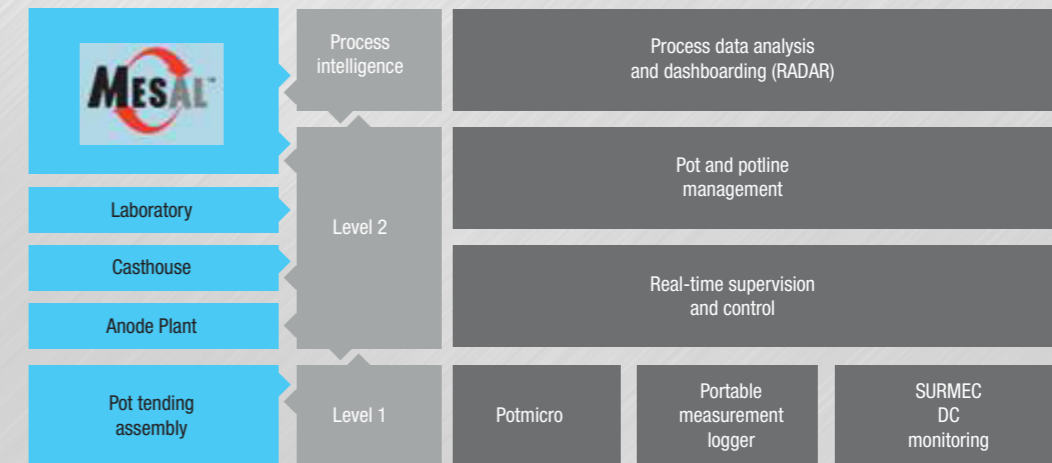 MESAL™
Process
intelligence
Process data analysis
and dashboarding (RADAR)
Laboratory
Casthouse
Anode Plant
Level 2
Pot and potline
management
Real-time supervision
and control
Pot tending
assembly
Level 1
Potmicro
Portable
measurement
logger
SURMEC
DC
monitoring